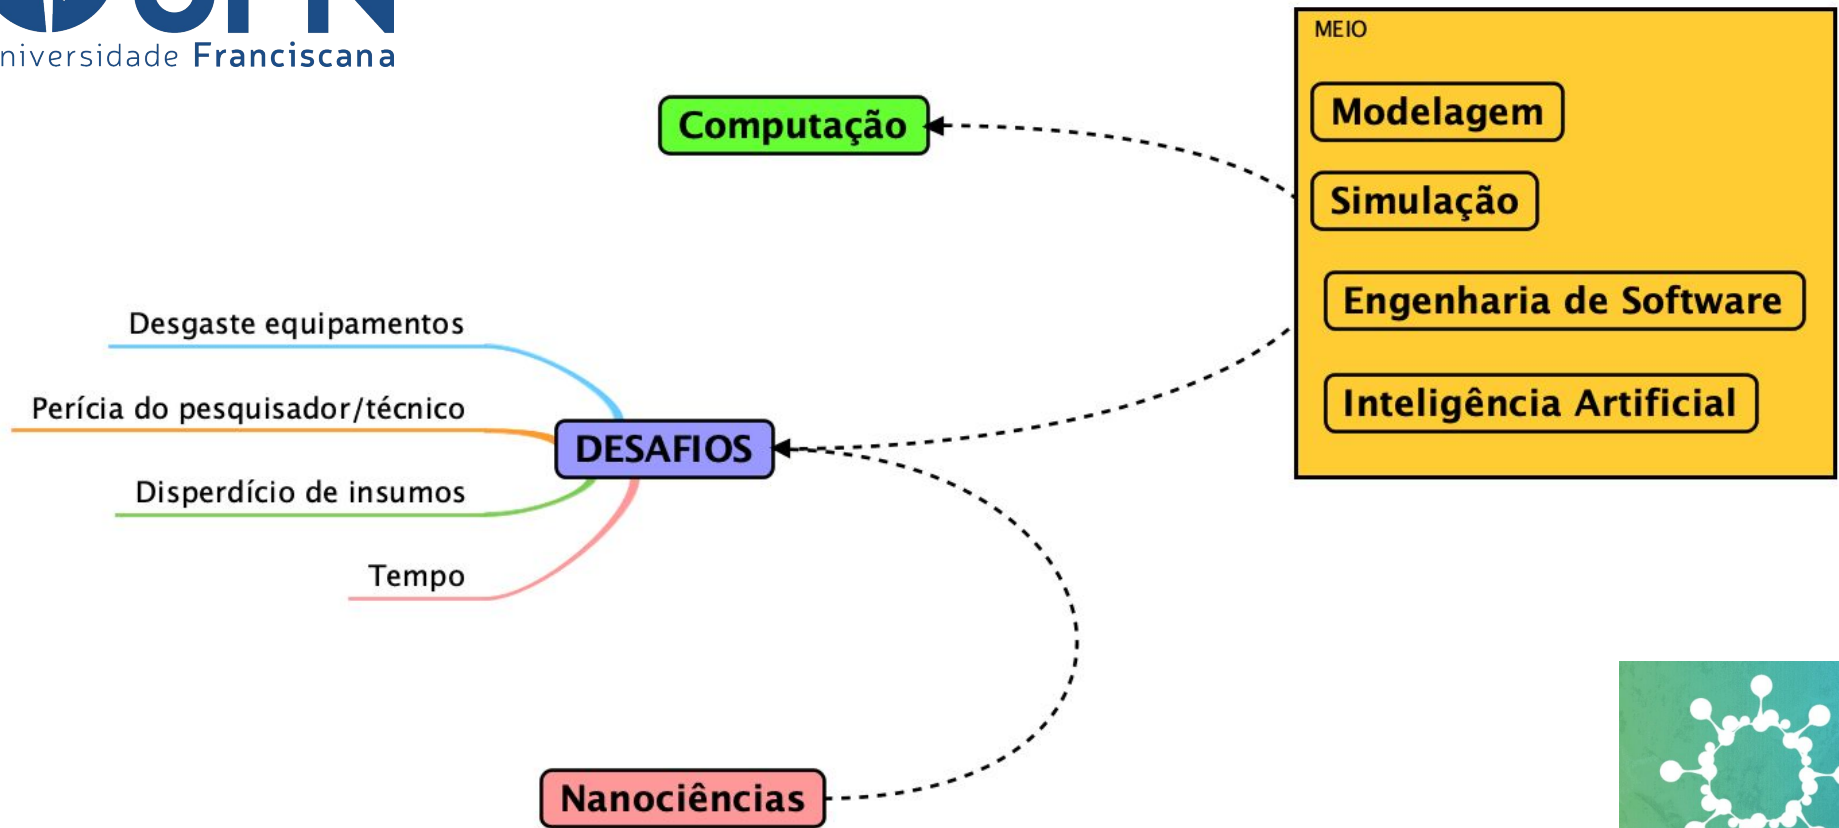 niversidade Franciscana
MEIO
Modelagem
Computação
Simulação
Engenharia de Software
Desgaste equipamentos
Inteligência Artificial
Perícia do pesquisador/técnico
DESAFIOS
Disperdício de insumos
Tempo
Nanociências